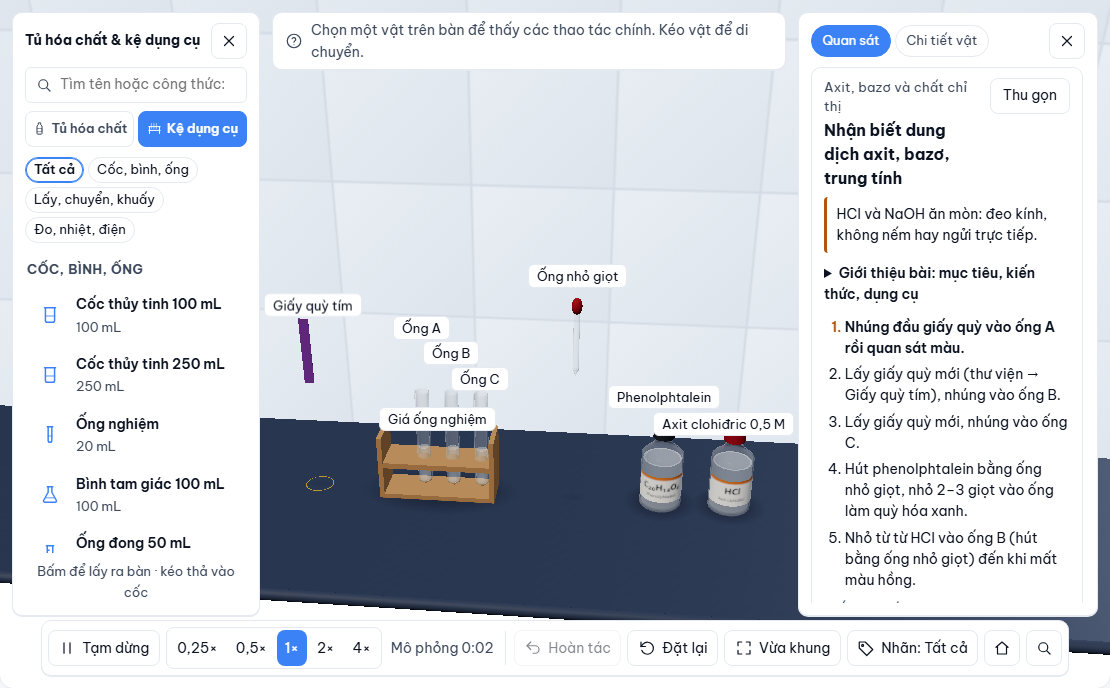 Tủ hóa chất & kệ dụng cụ
Tìm tên hoặc công thức:
Tủ hóa chất
Kệ dụng cụ
Tất cả
Cốc, bình, ống
Lấy, chuyển, khuấy
Đo, nhiệt, điện
CỐC, BÌNH, ỐNG
Cốc thủy tinh 100 mL
100 mL
Cốc thủy tinh 250 mL
250 mL
Ống nghiệm
20 mL
Bình tam giác 100 mL
100 mL
Ống đong 50 mL
Bấm để lấy ra bàn · kéo thả vào
cốc
Chọn một vật trên bàn để thấy các thao tác chính. Kéo vật để di
chuyển.
Ống nhỏ giọt
Giấy quỳ tím
Ống A
Ống B
Ống C
Giá ống nghiệm
Phenolphtalein
Axit clohiđric 0,5 M
HCl
Quan sát
Chi tiết vật
Axit, bazơ và chất chỉ
thị
Thu gọn
Nhận biết dung
dịch axit, bazơ,
trung tính
HCl và NaOH ăn mòn: đeo kính,
không nếm hay ngửi trực tiếp.
Giới thiệu bài: mục tiêu, kiến
thức, dụng cụ
1. Nhúng đầu giấy quỳ vào ống A
rồi quan sát màu.
2. Lấy giấy quỳ mới (thư viện →
Giấy quỳ tím), nhúng vào ống B.
3. Lấy giấy quỳ mới, nhúng vào ống
C.
4. Hút phenolphtalein bằng ống
nhỏ giọt, nhỏ 2–3 giọt vào ống
làm quỳ hóa xanh.
5. Nhỏ từ từ HCl vào ống B (hút
bằng ống nhỏ giọt) đến khi mất
màu hồng.
Tạm dừng
0,25×
0,5×
1×
2×
4×
Mô phỏng 0:02
Hoàn tác
Đặt lại
Vừa khung
Nhãn: Tất cả